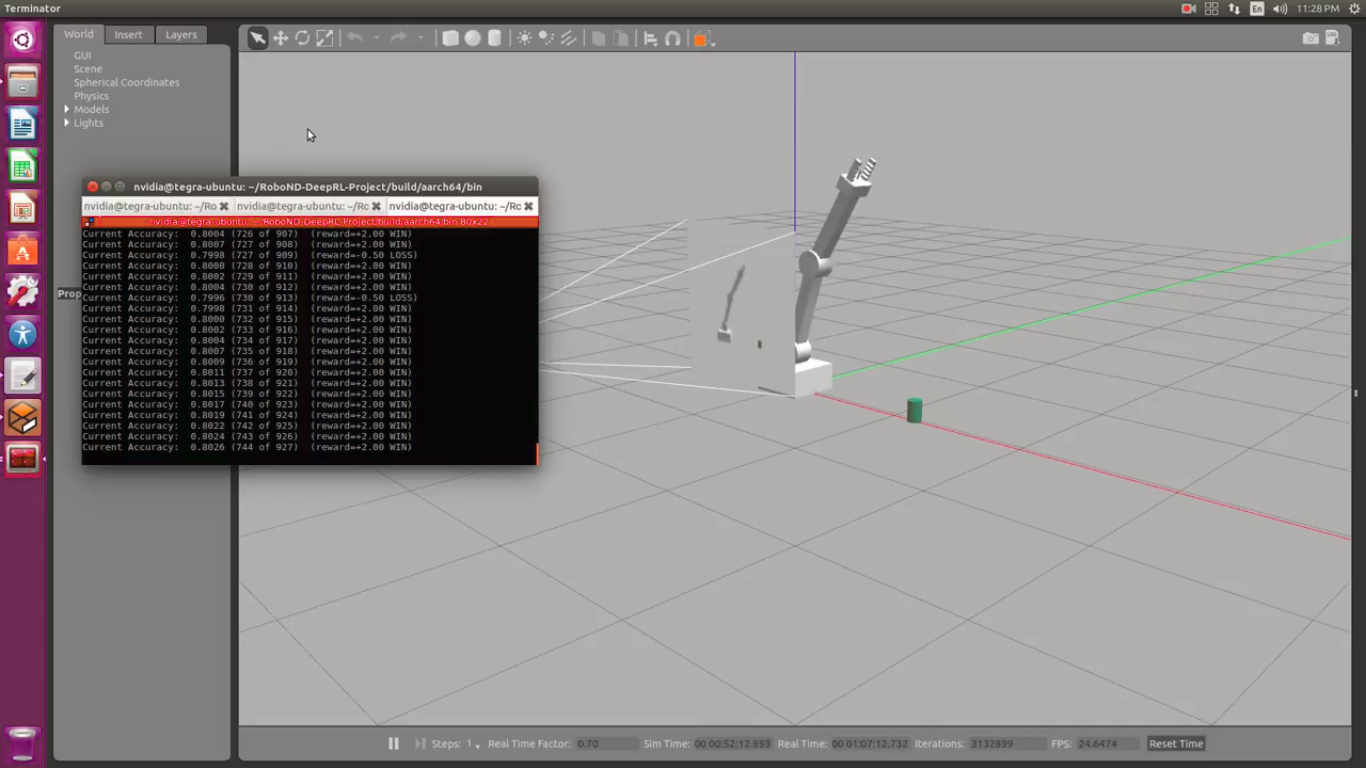 Terminator
En
11:28 PM
World Insert Layers
GUI
Scene
Spherical Coordinates
Physics
Models
Lights
Prop
nvidia@tegra-ubuntu: ~/RoboND-DeepRL-Project/build/aarch64/bin
nvidia@tegra-ubuntu: ~/Ro nvidia@tegra-ubuntu: ~/Rc nvidia@tegra-ubuntu: ~/Rc
nvidia@tegra-ubuntu: ~/RoboND-DeepRL-Project/build/aarch64/bin 80x22
Current Accuracy: 0.8004 (726 of 907) (reward=+2.00 WIN)
Current Accuracy: 0.8007 (727 of 908) (reward=+2.00 WIN)
Current Accuracy: 0.7998 (727 of 909) (reward=-0.50 LOSS)
Current Accuracy: 0.8000 (728 of 910) (reward=+2.00 WIN)
Current Accuracy: 0.8002 (729 of 911) (reward=+2.00 WIN)
Current Accuracy: 0.8004 (730 of 912) (reward=+2.00 WIN)
Current Accuracy: 0.7996 (730 of 913) (reward=-0.50 LOSS)
Current Accuracy: 0.7998 (731 of 914) (reward=+2.00 WIN)
Current Accuracy: 0.8000 (732 of 915) (reward=+2.00 WIN)
Current Accuracy: 0.8002 (733 of 916) (reward=+2.00 WIN)
Current Accuracy: 0.8004 (734 of 917) (reward=+2.00 WIN)
Current Accuracy: 0.8007 (735 of 918) (reward=+2.00 WIN)
Current Accuracy: 0.8009 (736 of 919) (reward=+2.00 WIN)
Current Accuracy: 0.8011 (737 of 920) (reward=+2.00 WIN)
Current Accuracy: 0.8013 (738 of 921) (reward=+2.00 WIN)
Current Accuracy: 0.8015 (739 of 922) (reward=+2.00 WIN)
Current Accuracy: 0.8017 (740 of 923) (reward=+2.00 WIN)
Current Accuracy: 0.8019 (741 of 924) (reward=+2.00 WIN)
Current Accuracy: 0.8022 (742 of 925) (reward=+2.00 WIN)
Current Accuracy: 0.8024 (743 of 926) (reward=+2.00 WIN)
Current Accuracy: 0.8026 (744 of 927) (reward=+2.00 WIN)
Steps: 1 Real Time Factor: 0.70 Sim Time: 00 00:52:12.899 Real Time: 00 01:07:12.732 Iterations: 3132899 FPS: 24.6474 Reset Time